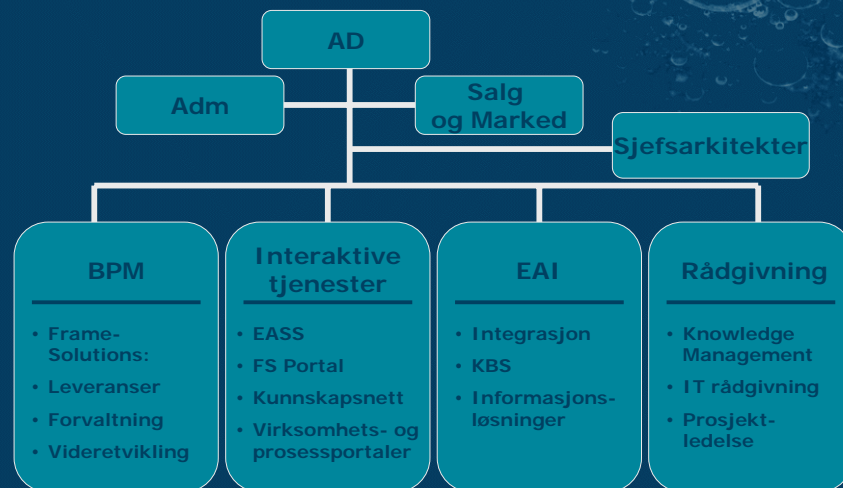 AD
Adm
Salg
og Marked
Sjefsarkitekter
BPM
• Frame-
Solutions:
• Leveranser
• Forvaltning
• Videretvikling
Interaktive
tjenester
• EASS
• FS Portal
• Kunnskapsnett
• Virksomhets- og
prosessportaler
EAI
• Integrasjon
• KBS
• Informasjons-
løsninger
Rådgivning
• Knowledge
Management
• IT rådgivning
• Prosjekt-
ledelse